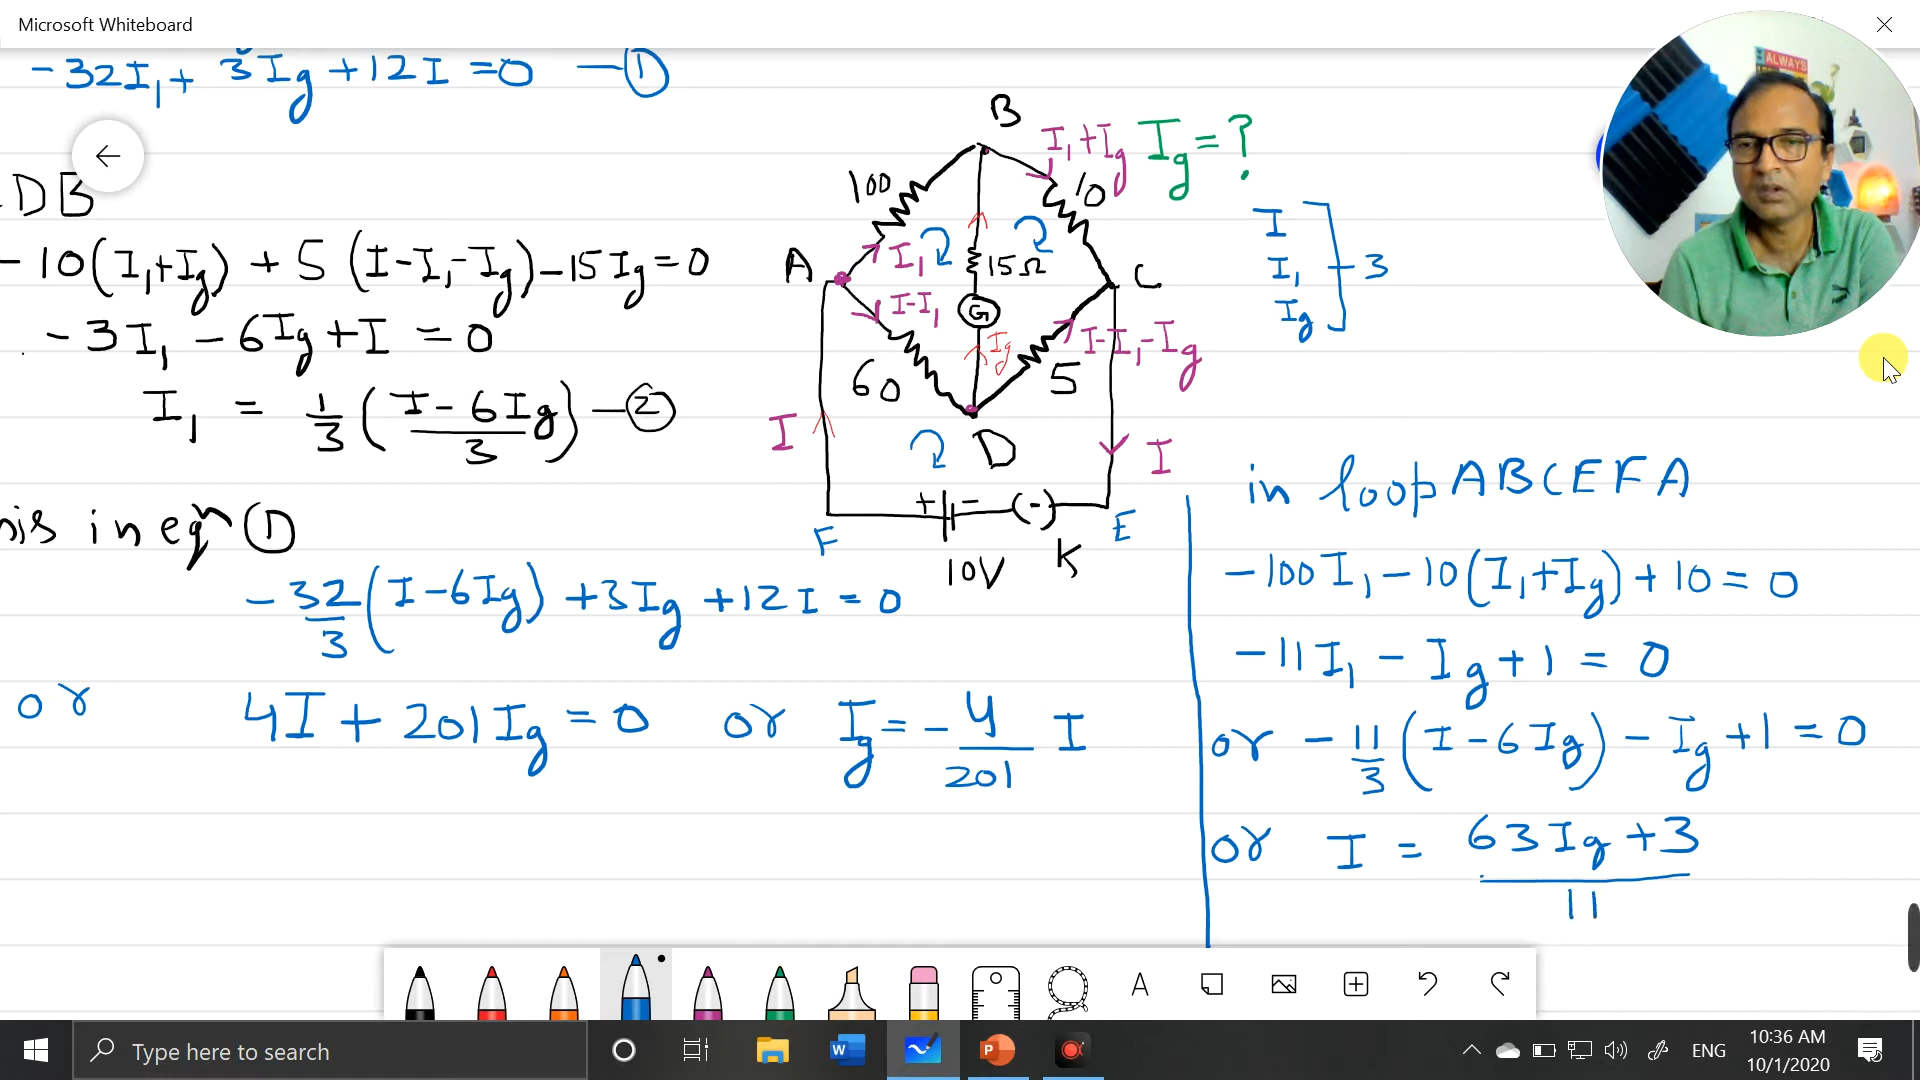 Microsoft Whiteboard
-32I₁ + 3Ig + 12I = 0 —①
DB
-10(I₁+Ig) + 5(I-I₁-Ig) -15Ig = 0
-3I₁ - 6Ig + I = 0
I₁ = 1/3 (I - 6Ig / 3) —②
his in eqn ①
-32/3 (I - 6Ig) + 3Ig + 12I = 0
or 4I + 201Ig = 0 or Ig = -4/201 I
B
I₁+Ig
Ig = ?
100
10
A
I₁
15Ω
C
I-I₁
G
Ig
I-I₁-Ig
60
5
I
D
I
+ -
(-)
F
E
10V
K
I
I₁
Ig
3
in loop ABCEFA
-100I₁ - 10(I₁+Ig) + 10 = 0
-11I₁ - Ig + 1 = 0
or -11/3 (I - 6Ig) - Ig + 1 = 0
or I = 63Ig + 3 / 11
ALWAYS
A
Type here to search
W
P
ENG
10:36 AM
10/1/2020